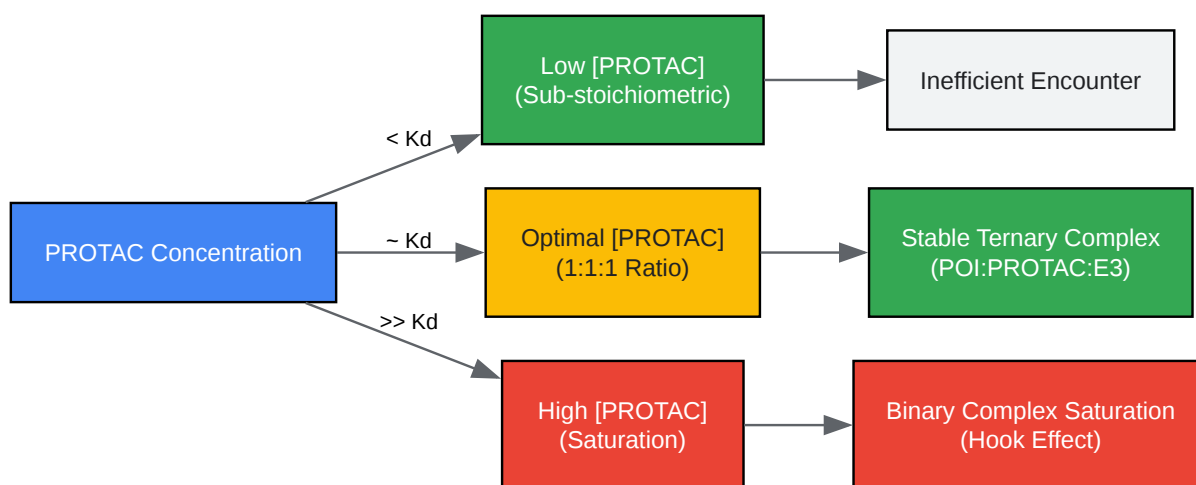 Low [PROTAC]
(Sub-stoichiometric)
Inefficient Encounter
< Kd
PROTAC Concentration
~ Kd
Optimal [PROTAC]
(1:1:1 Ratio)
Stable Ternary Complex
(POI:PROTAC:E3)
>> Kd
High [PROTAC]
(Saturation)
Binary Complex Saturation
(Hook Effect)